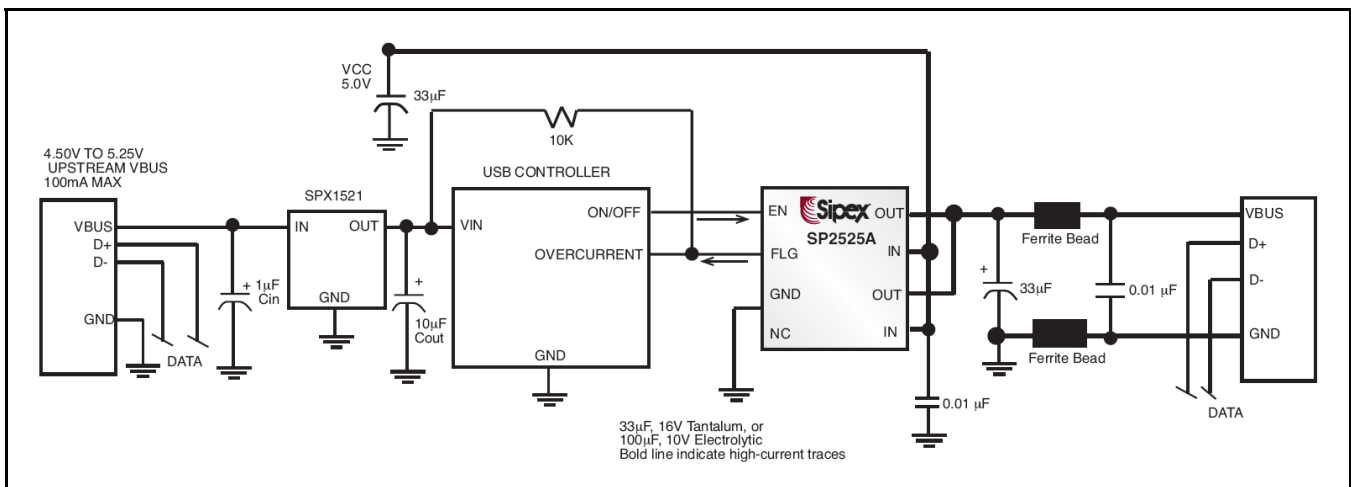 VCC
5.0V
33µF
10K
4.50V TO 5.25V
UPSTREAM VBUS
100mA MAX
VBUS
D+
D-
GND
DATA
+ 1µF
Cin
SPX1521
IN
OUT
GND
+
10µF
Cout
USB CONTROLLER
VIN
ON/OFF
OVERCURRENT
GND
Sipex
SP2525A
EN
FLG
GND
NC
OUT
IN
OUT
IN
0.01 µF
+
33µF
Ferrite Bead
Ferrite Bead
0.01 µF
VBUS
D+
D-
GND
DATA
33µF, 16V Tantalum, or
100µF, 10V Electrolytic
Bold line indicate high-current traces